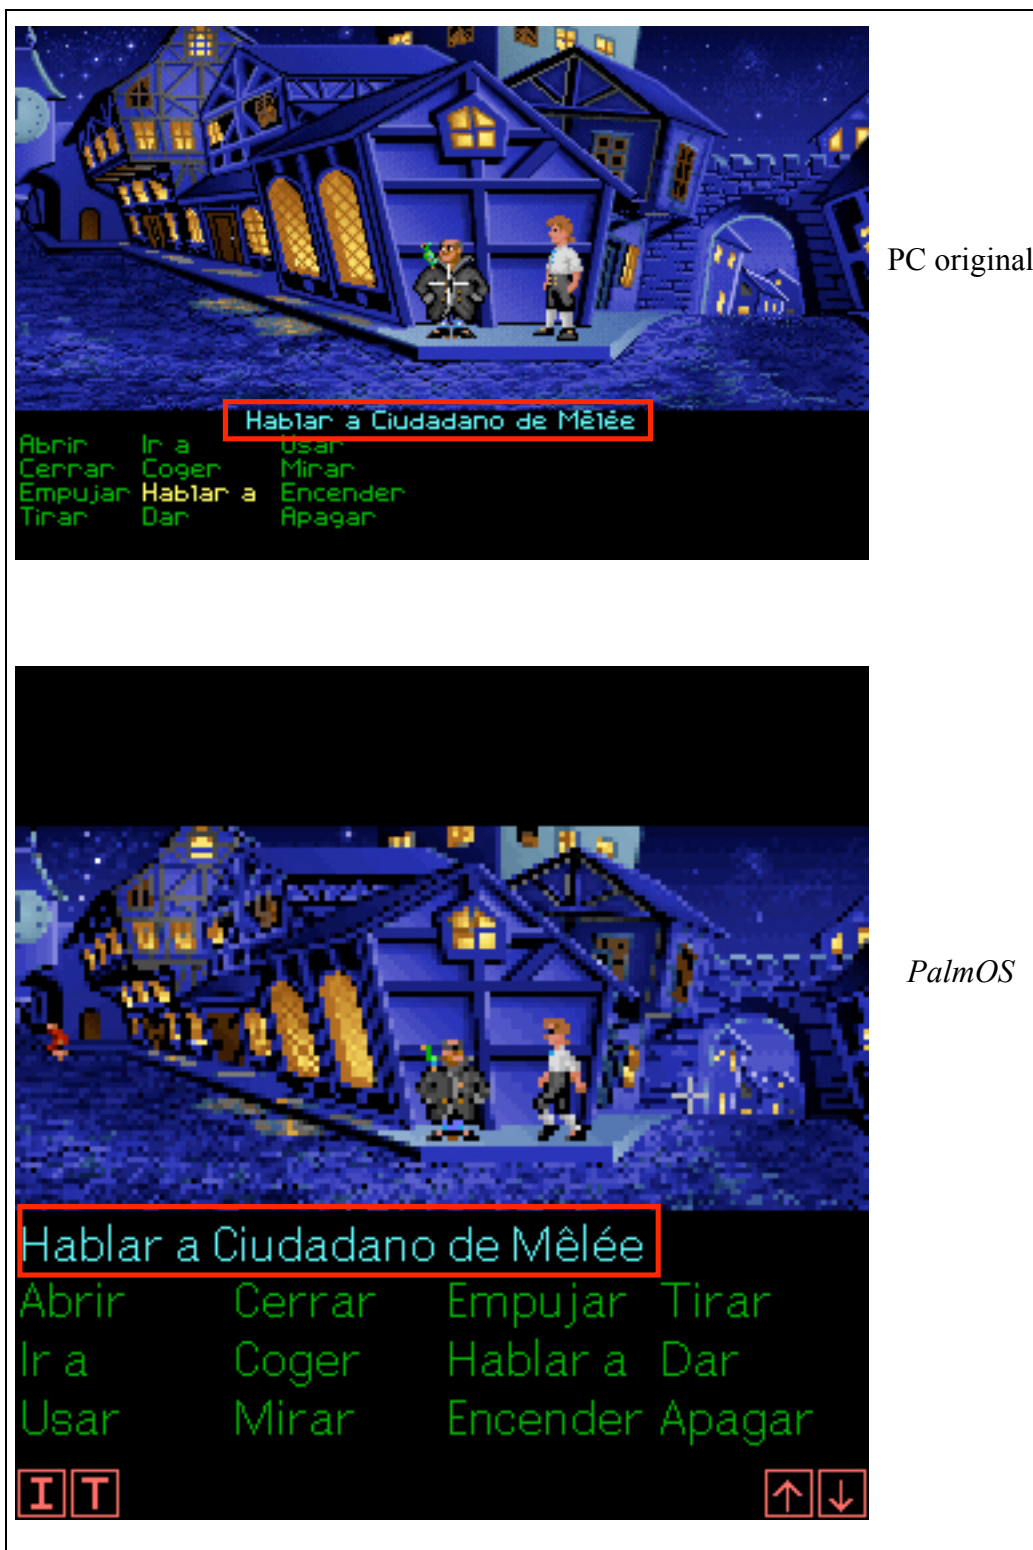 PC original
Hablar a Ciudadano de Mêlée
Abrir Ir a Usar
Cerrar Coger Mirar
Empujar Hablar a Encender
Tirar Dar Apagar
PalmOS
Hablar a Ciudadano de Mêlée
Abrir Cerrar Empujar Tirar
Ir a Coger Hablar a Dar
Usar Mirar Encender Apagar
I T ↑ ↓